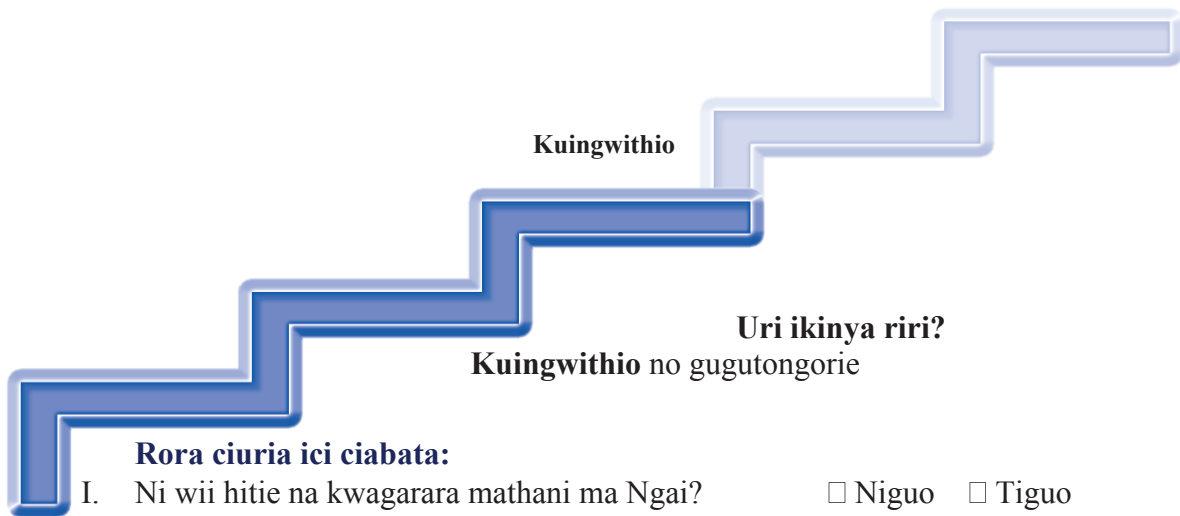 Kuingwithio
Uri ikinya riri?
Kuingwithio no gugutongorie
Rora ciuria ici ciabata:
I. Ni wii hitie na kwagarara mathani ma Ngai? □ Niguo □ Tiguo